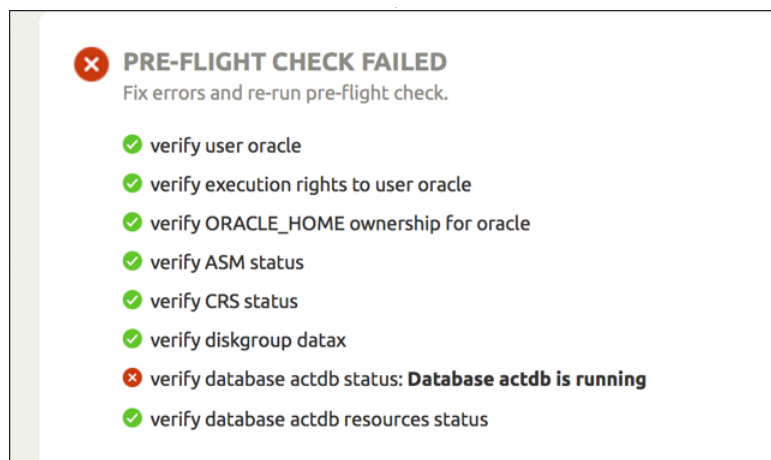 PRE-FLIGHT CHECK FAILED
Fix errors and re-run pre-flight check.
verify user oracle
verify execution rights to user oracle
verify ORACLE_HOME ownership for oracle
verify ASM status
verify CRS status
verify diskgroup datax
verify database actdb status: Database actdb is running
verify database actdb resources status